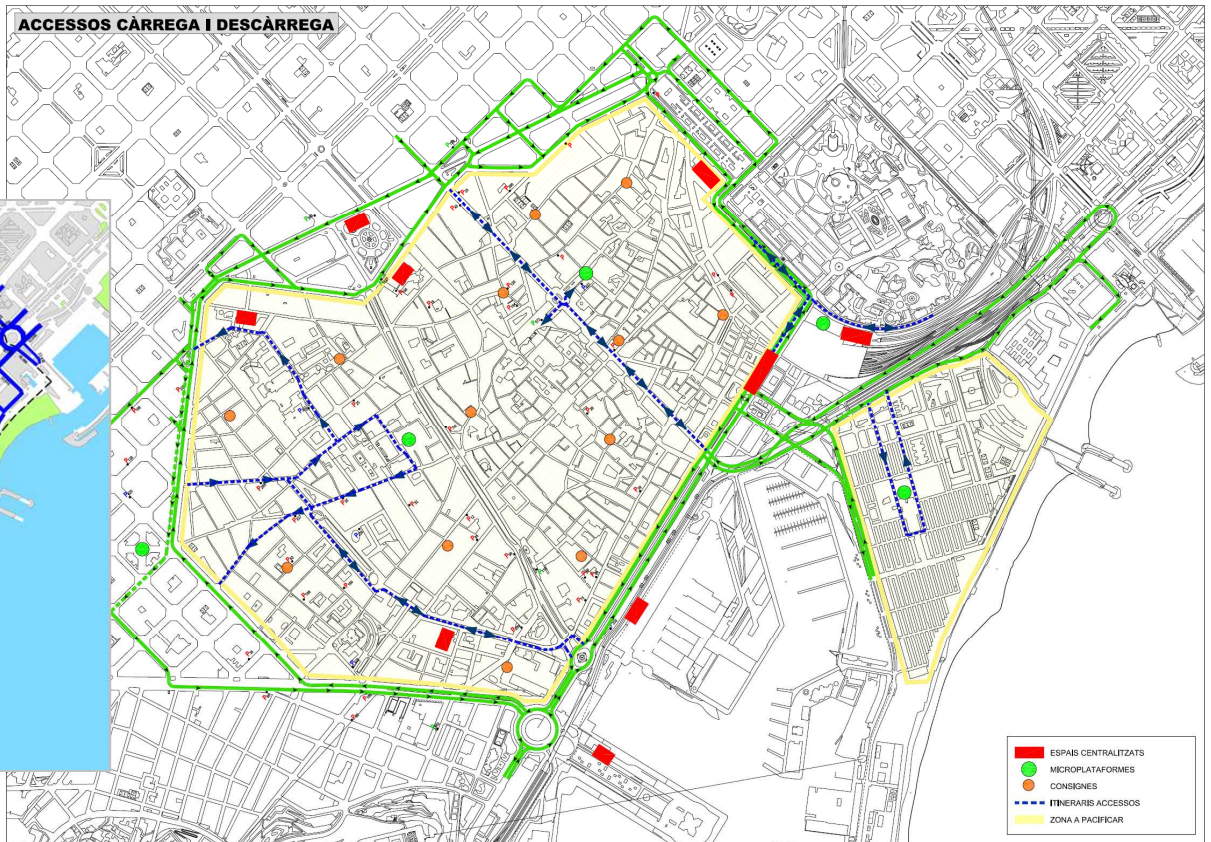 ACCESSOS CÀRREGA I DESCÀRREGA
ESPAIS CENTRALITZATS
MICROPLATAFORMES
CONSIGNES
ITINERARIS ACCESSOS
ZONA A PACIFICAR